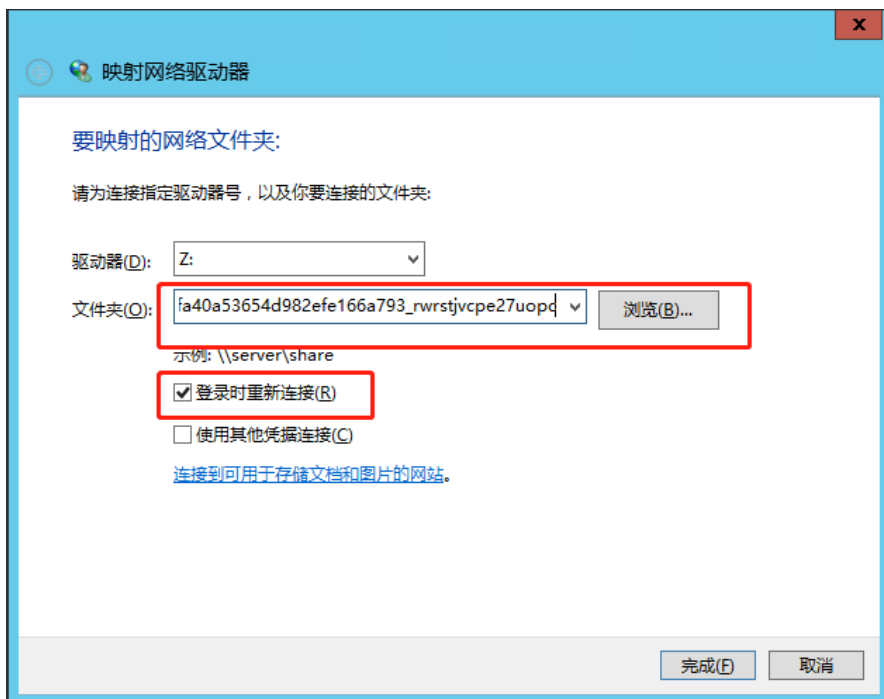 X
映射网络驱动器
要映射的网络文件夹:
请为连接指定驱动器号，以及你要连接的文件夹:
驱动器(D): Z:
文件夹(O): fa40a53654d982efe166a793_rwrstjvcpe27uopc 浏览(B)...
示例: \\server\share
登录时重新连接(R)
使用其他凭据连接(C)
连接到可用于存储文档和图片的网站。
完成(F) 取消